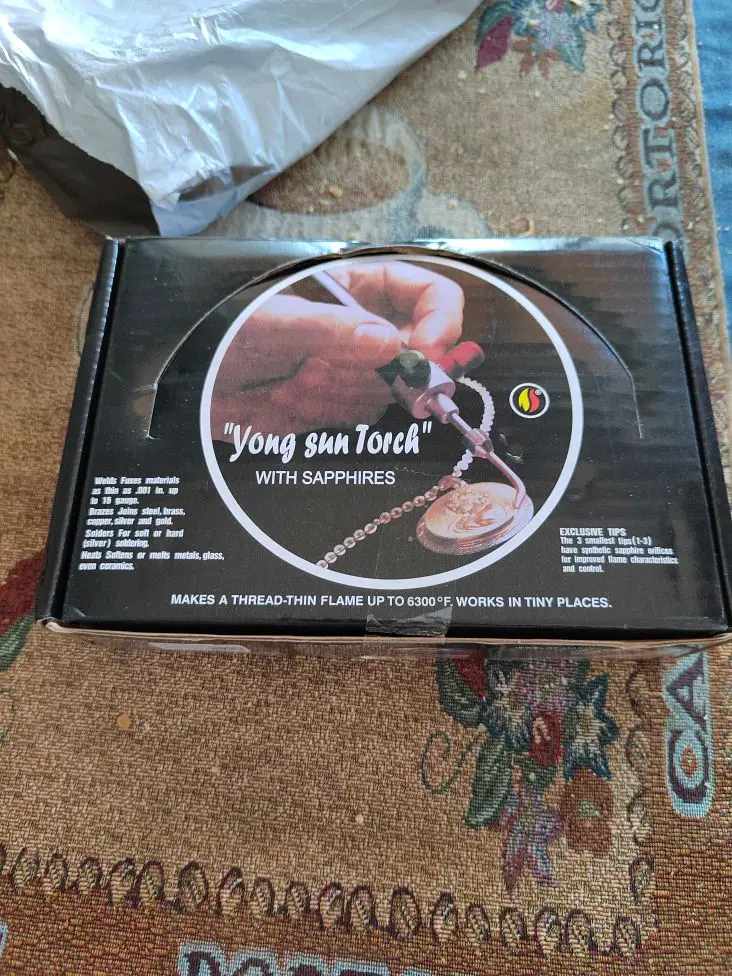 "Yong sun Torch"
WITH SAPPHIRES
Welds Fuses materials
as thin as .001 in. up
to 16 gauge.
Brazes Joins steel, brass,
copper, silver and gold.
Solders For soft or hard
(silver) soldering.
Heats Softens or melts metals, glass,
even ceramics.
EXCLUSIVE TIPS
The 3 smallest tips(1-3)
have synthetic sapphire orifices
for improved flame characteristics
and control.
MAKES A THREAD-THIN FLAME UP TO 6300°F. WORKS IN TINY PLACES.
CA